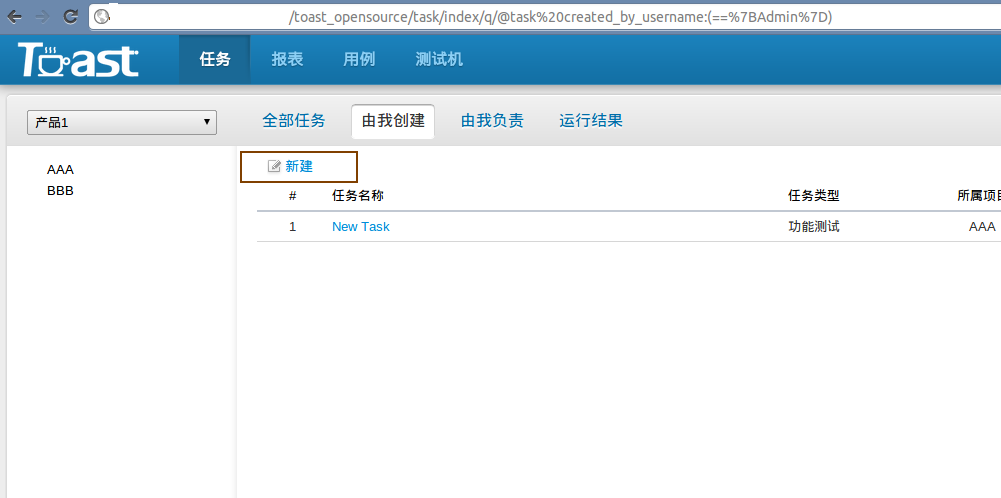 /toast_opensource/task/index/q/@task%20created_by_username:(==%7BAdmin%7D)
Toast 任务 报表 用例 测试机
产品1 全部任务 由我创建 由我负责 运行结果
AAA
BBB
新建
# 任务名称 任务类型 所属项目
1 New Task 功能测试 AAA